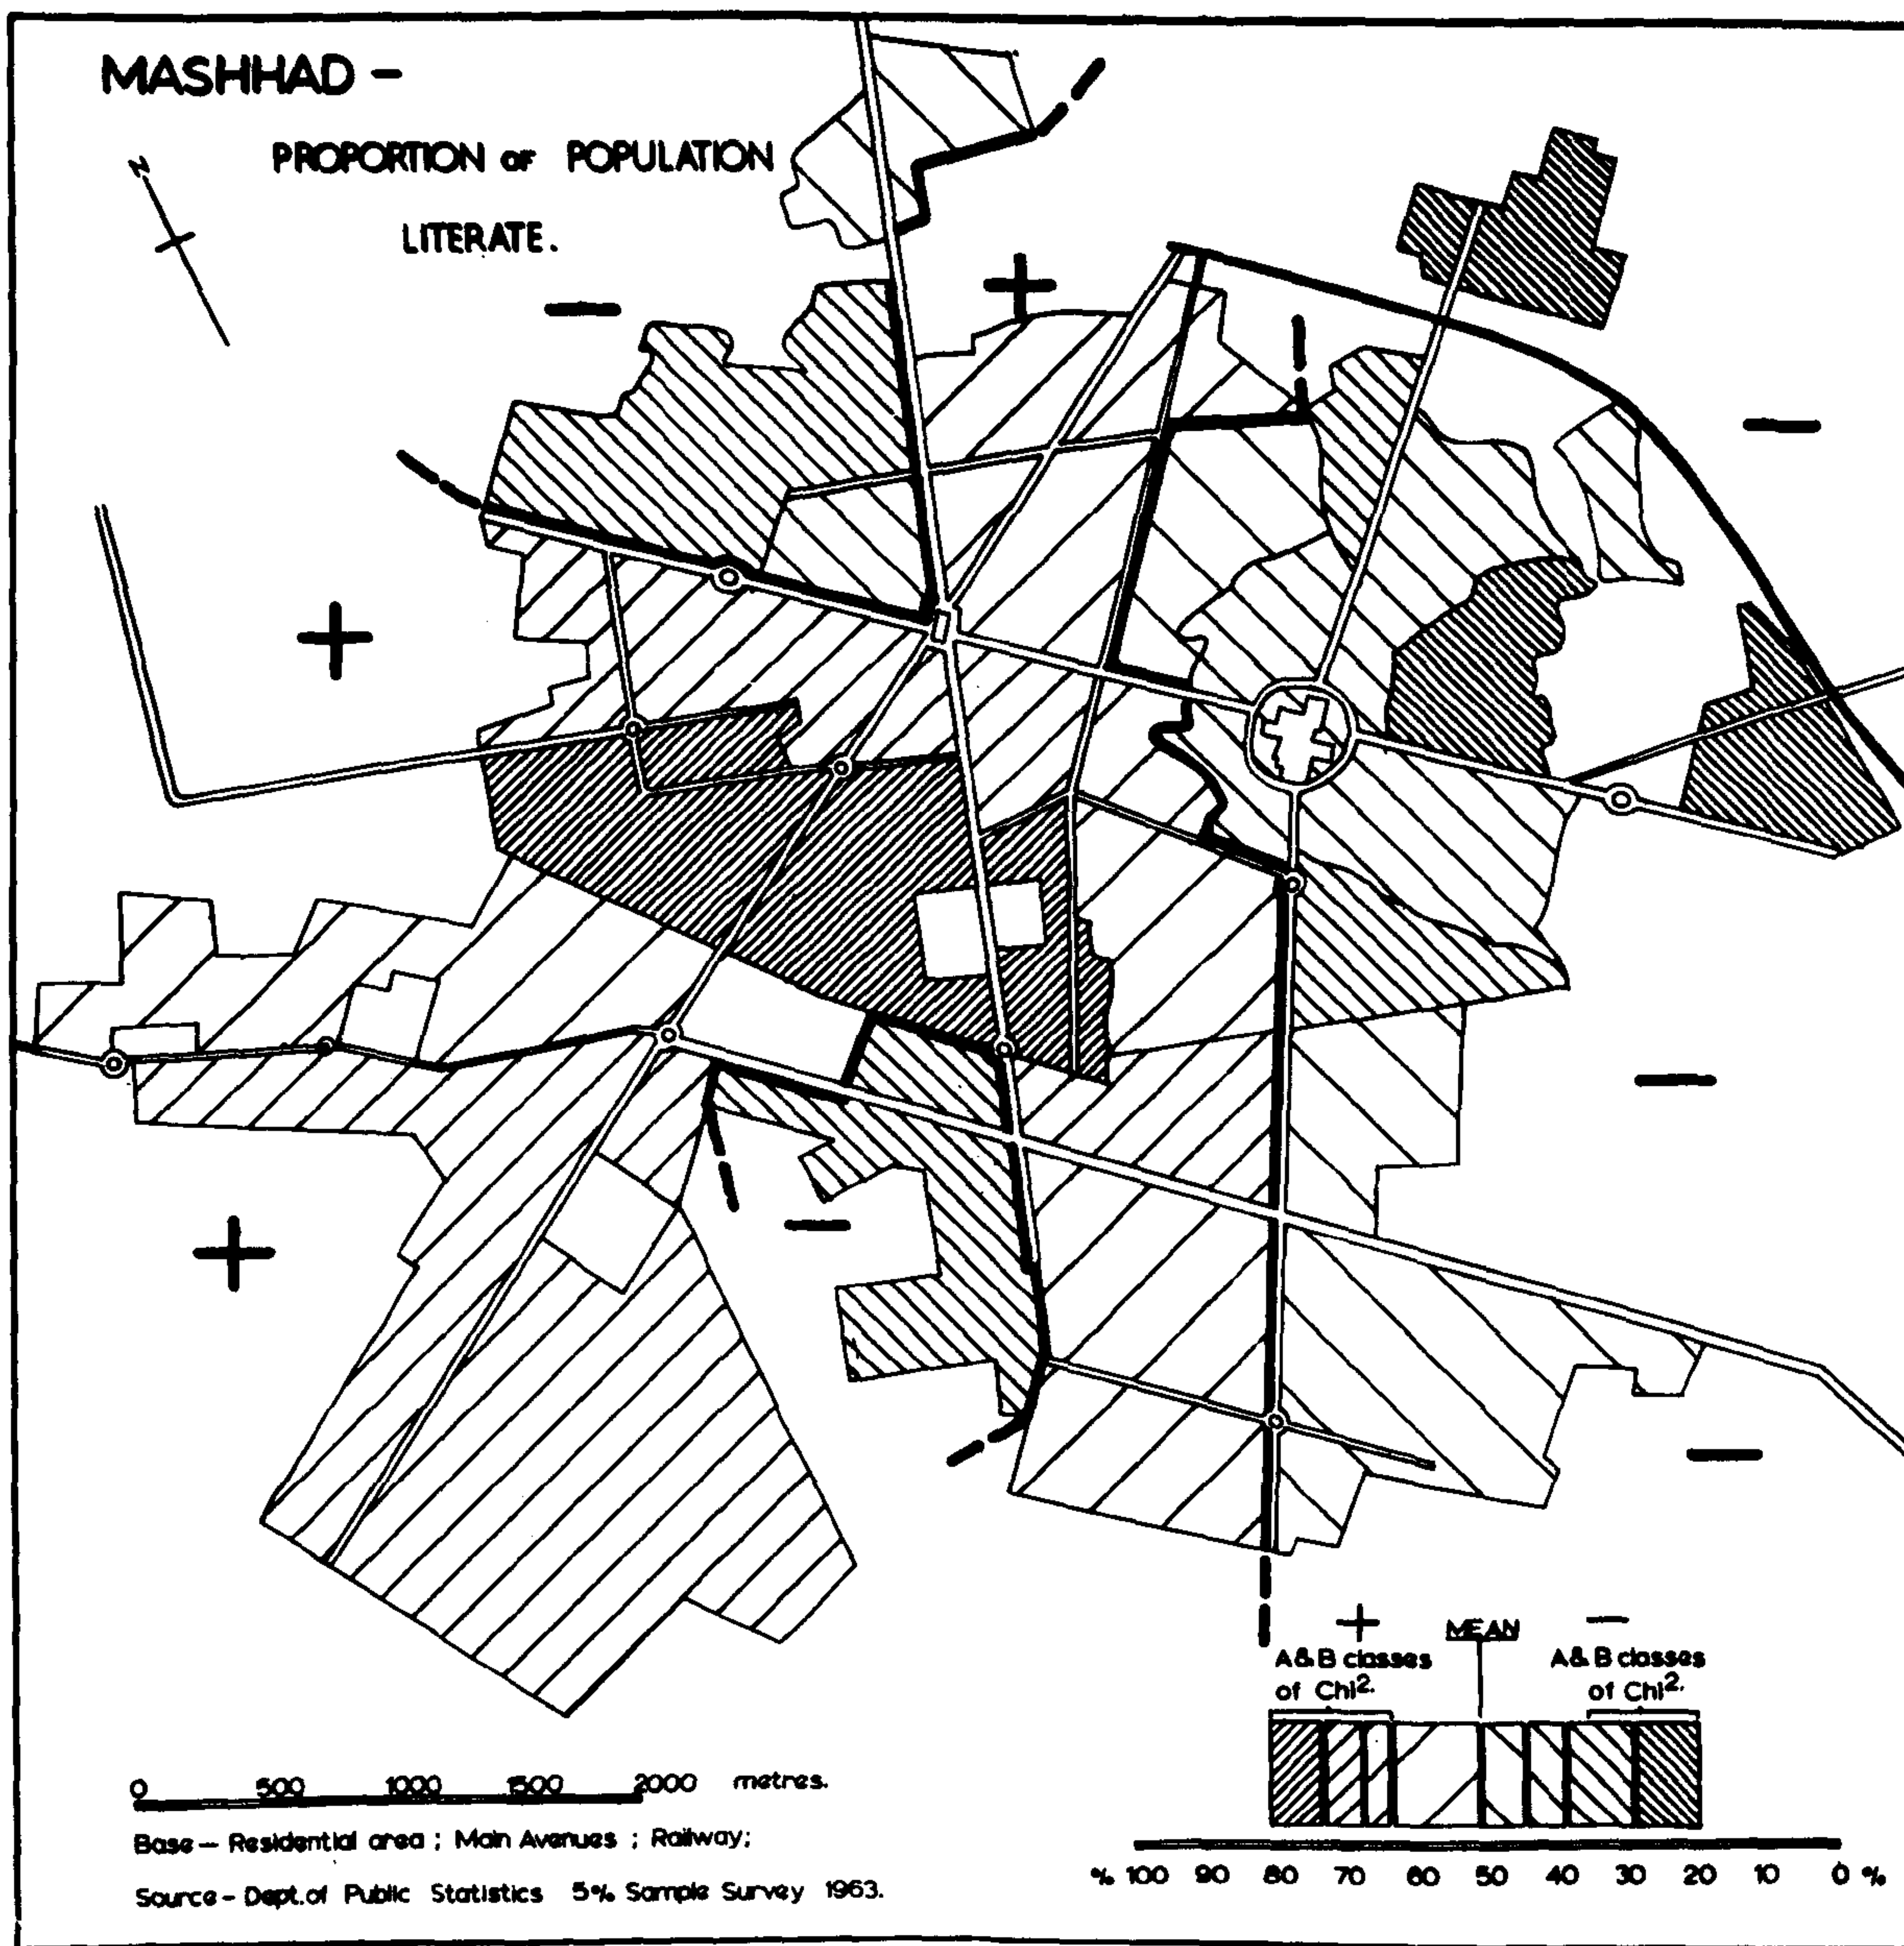 MASHHAD –
PROPORTION OF POPULATION
LITERATE.
N
+ MEAN –
A & B classes of Chi². A & B classes of Chi².
0 500 1000 1500 2000 metres.
Base – Residential area ; Main Avenues ; Railway;
Source – Dept. of Public Statistics 5% Sample Survey 1963.
% 100 90 80 70 60 50 40 30 20 10 0 %